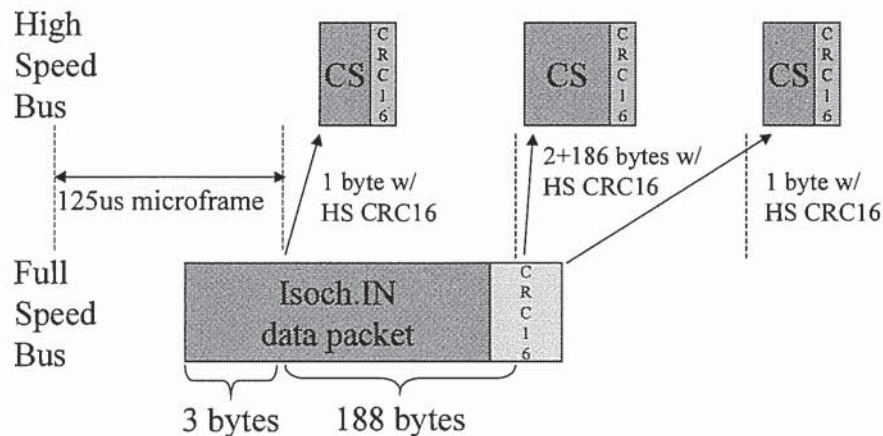 High
Speed
Bus
CS
CRC16
CS
CRC16
CS
CRC16
125us microframe
1 byte w/
HS CRC16
2+186 bytes w/
HS CRC16
1 byte w/
HS CRC16
Full
Speed
Bus
Isoch.IN
data packet
CRC16
3 bytes
188 bytes